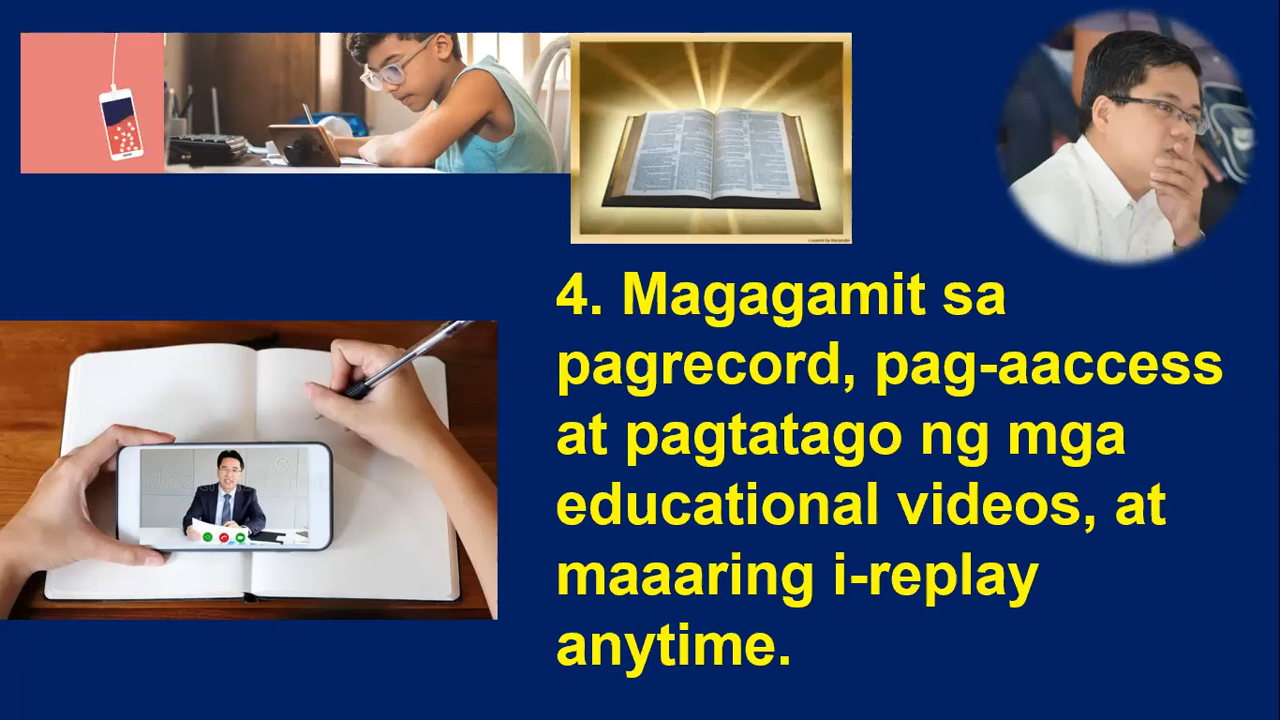 4. Magagamit sa
pagrecord, pag-aaccess
at pagtatago ng mga
educational videos, at
maaaring i-replay
anytime.